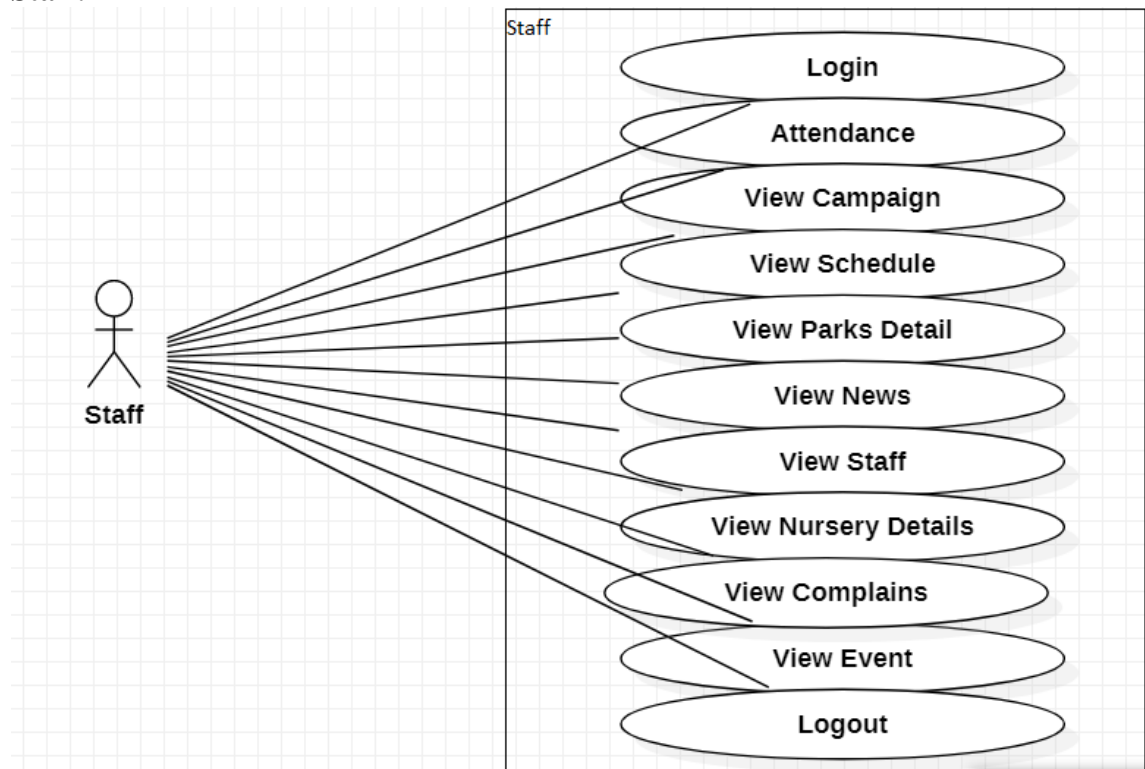 Staff
Login
Attendance
View Campaign
View Schedule
View Parks Detail
View News
View Staff
View Nursery Details
View Complains
View Event
Logout
Staff